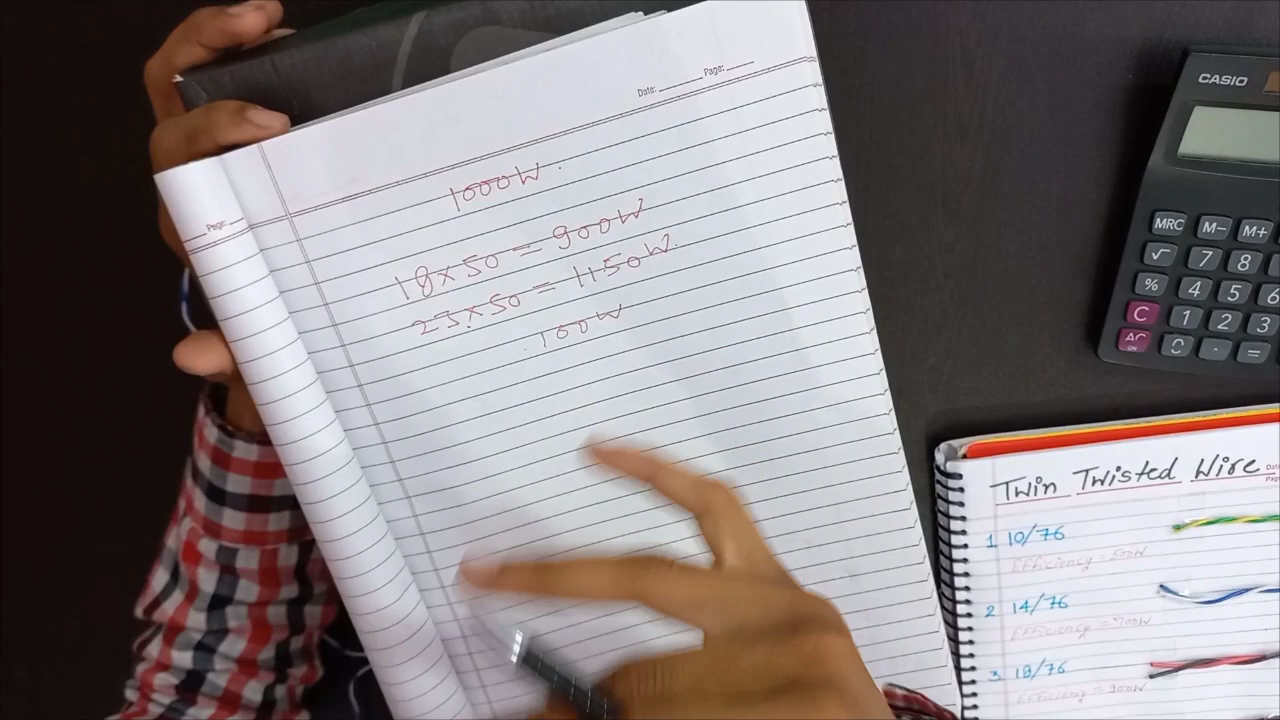 Date: Page:
1000W.
Page:
18x50 = 900W
23x50 = 1150W.
100W
CASIO
MRC M- M+
√ 7 8
% 4 5 6
C 1 2 3
AC 0 . =
ON
Twin Twisted Wire
1 10/76
Efficiency = 500W
2 14/76
Efficiency = 700W
3. 18/76
Efficiency = 900W